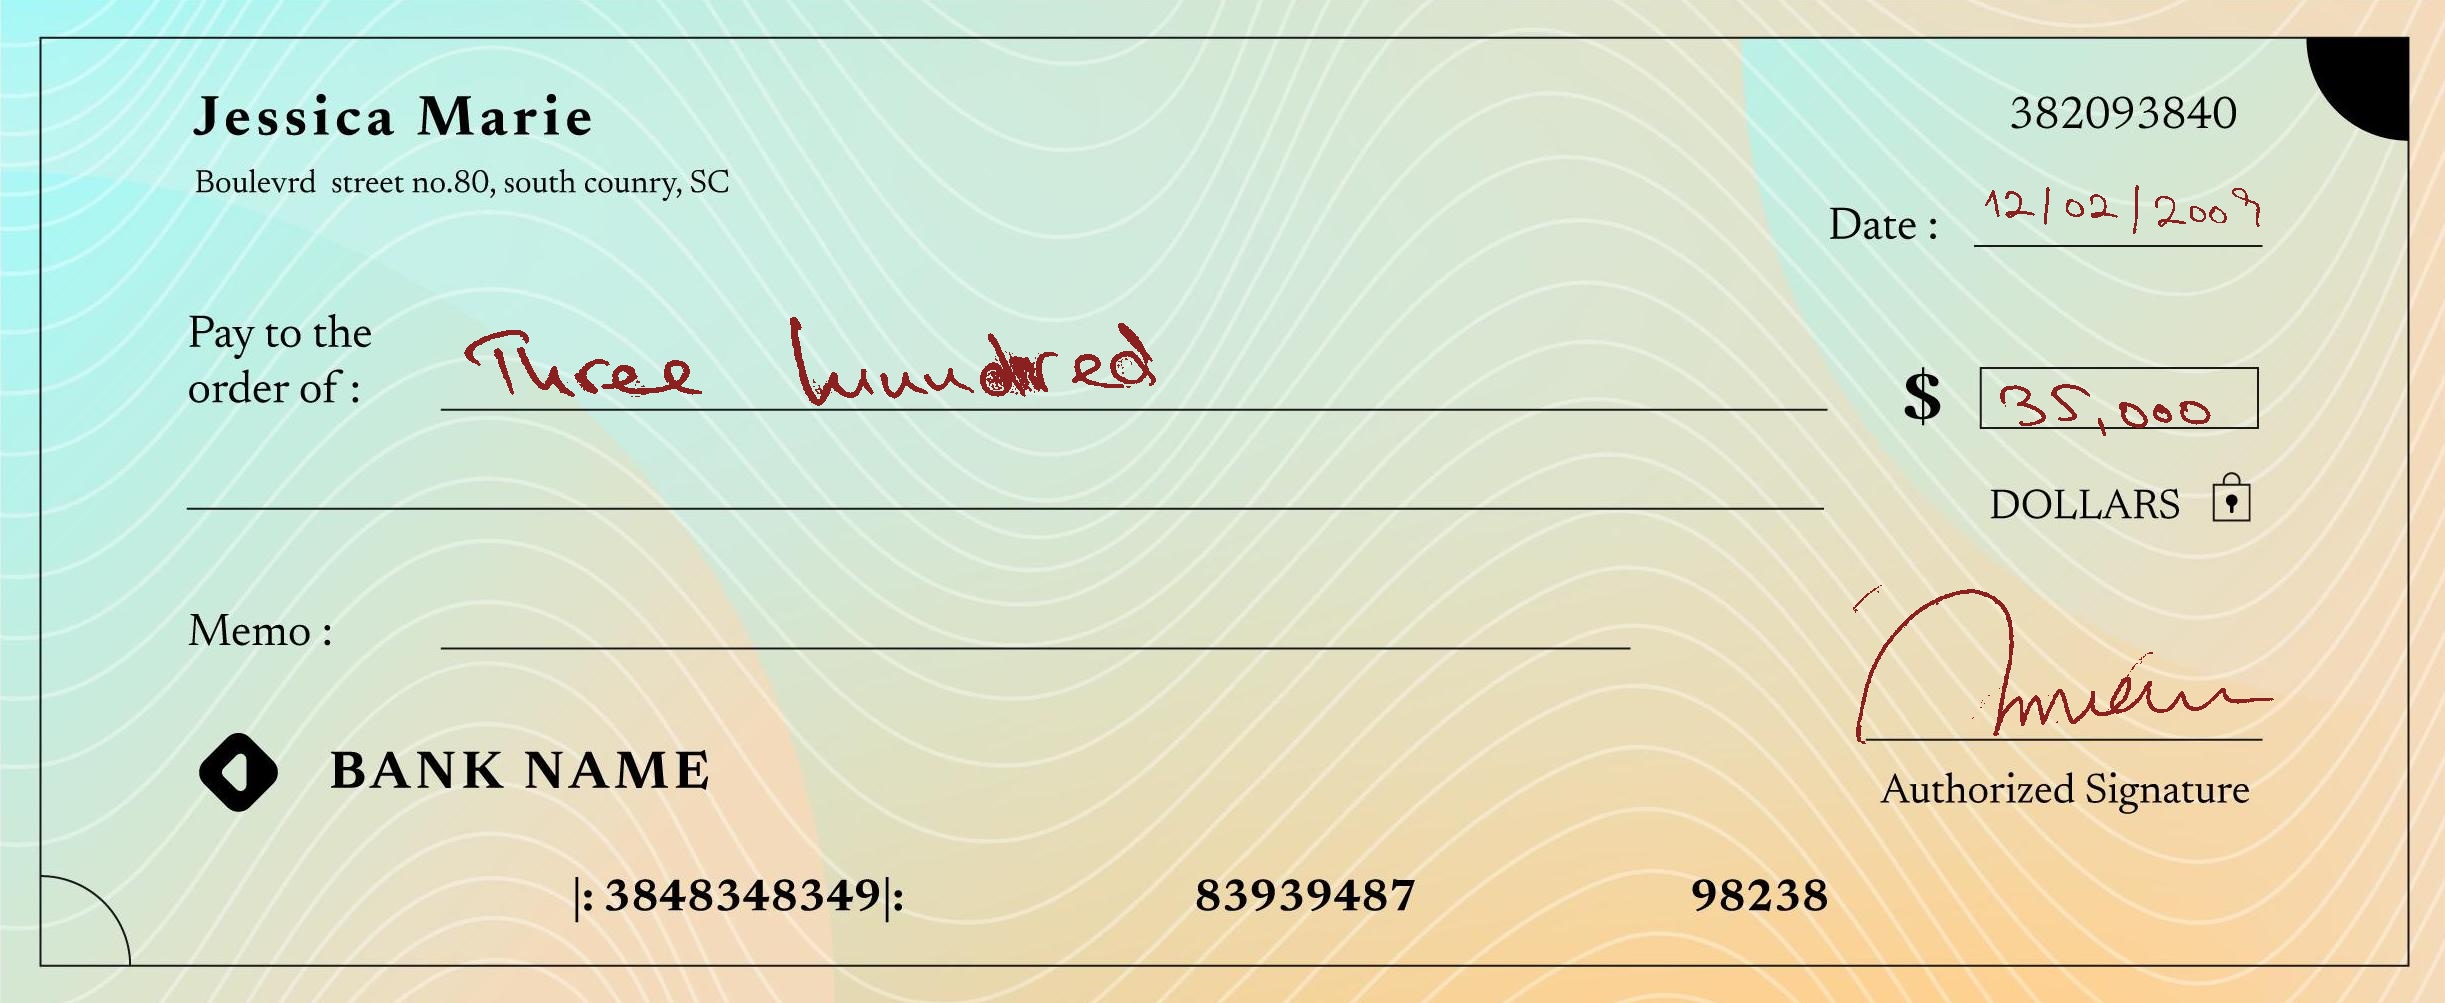 Jessica Marie
382093840
Boulevrd street no.80, south counry, SC
Date : 12/02/2009
Pay to the
order of : Three hundred
$ 35,000
DOLLARS
Memo :
BANK NAME
Authorized Signature
|: 3848348349|: 83939487 98238